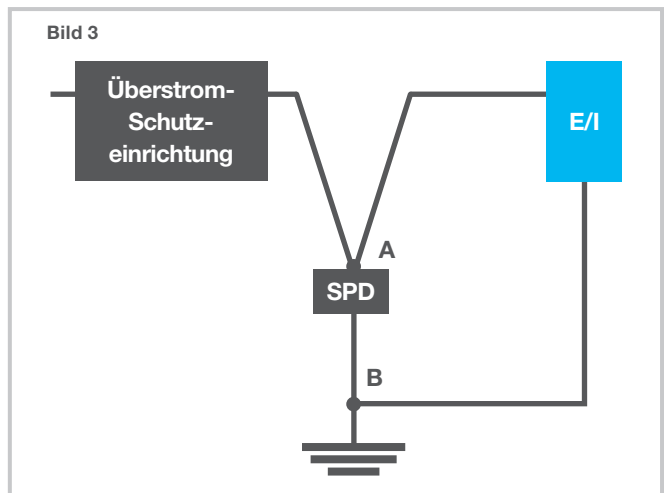 Bild 3
Überstrom-
Schutz-
einrichtung
E/I
A
SPD
B